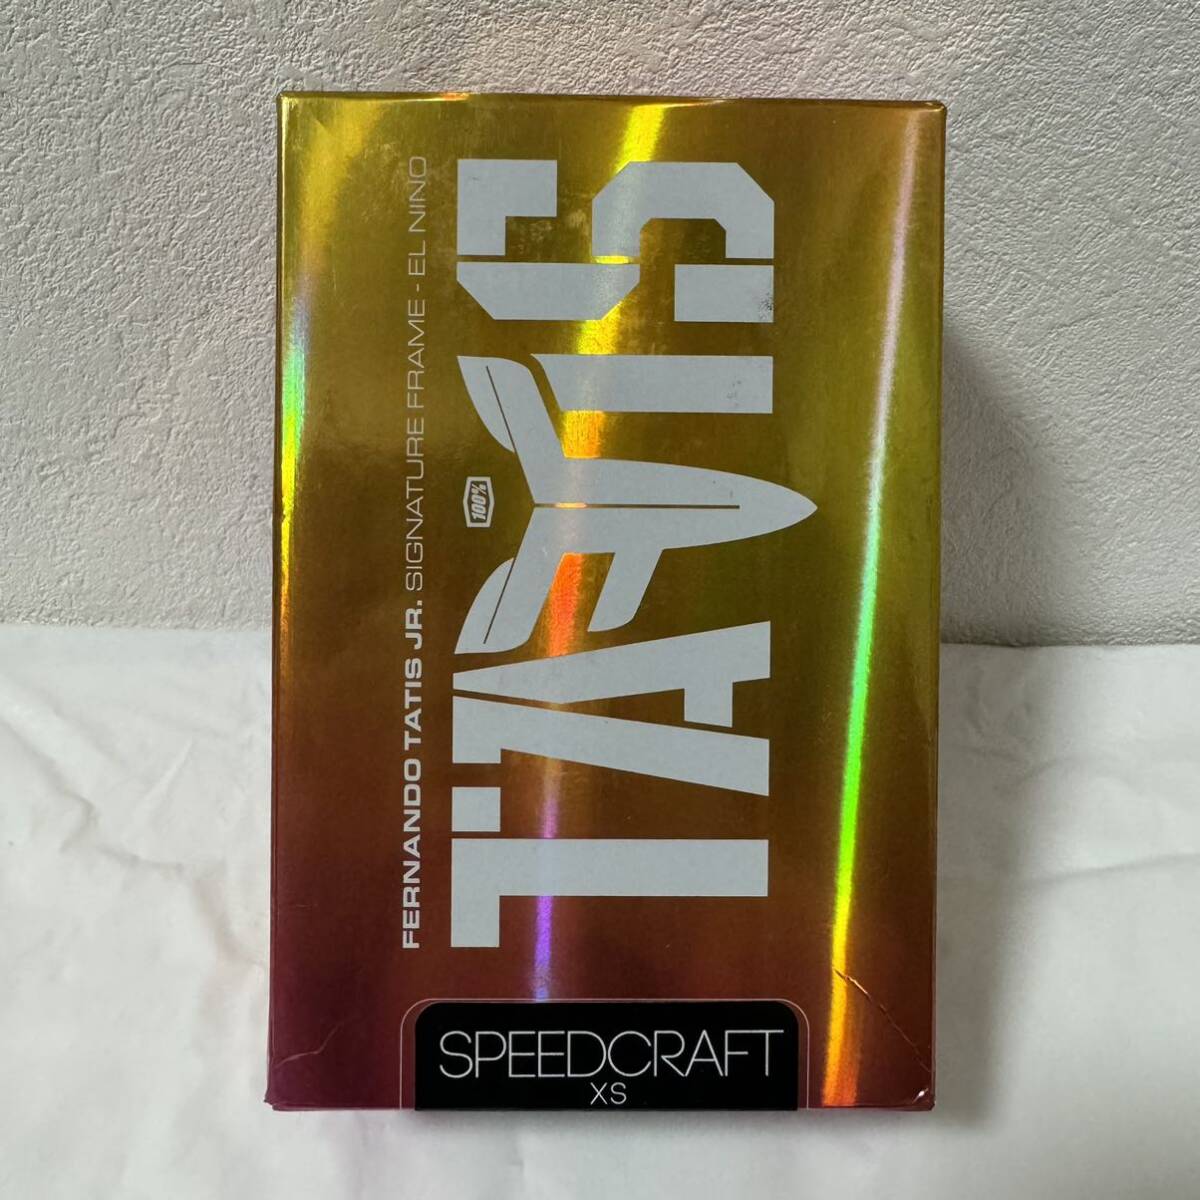 FERNANDO TATIS JR. SIGNATURE FRAME - EL NINO
100%
TATIS
SPEEDCRAFT
XS